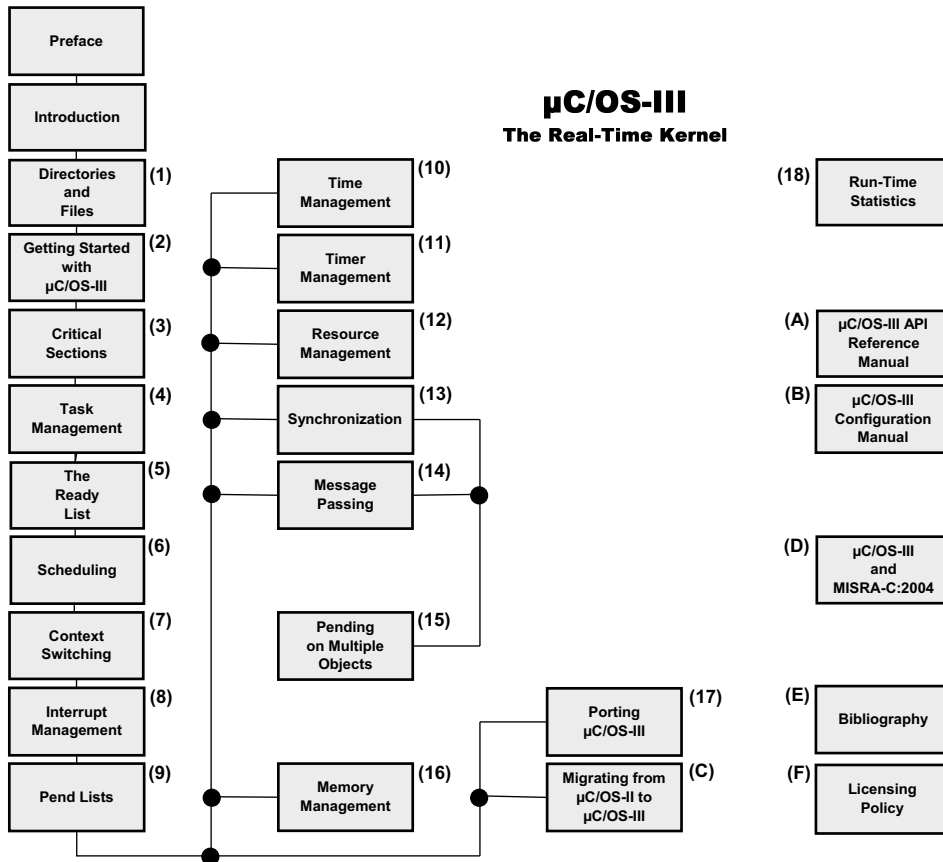 Preface
Introduction
Directories
and
Files
(1)
Getting Started
with
µC/OS-III
(2)
Critical
Sections
(3)
Task
Management
(4)
The
Ready
List
(5)
Scheduling
(6)
Context
Switching
(7)
Interrupt
Management
(8)
Pend Lists
(9)
µC/OS-III
The Real-Time Kernel
Time
Management
(10)
Timer
Management
(11)
Resource
Management
(12)
Synchronization
(13)
Message
Passing
(14)
Pending
on Multiple
Objects
(15)
Memory
Management
(16)
Porting
µC/OS-III
(17)
Migrating from
µC/OS-II to
µC/OS-III
(C)
(18)
Run-Time
Statistics
(A)
µC/OS-III API
Reference
Manual
(B)
µC/OS-III
Configuration
Manual
(D)
µC/OS-III
and
MISRA-C:2004
(E)
Bibliography
(F)
Licensing
Policy